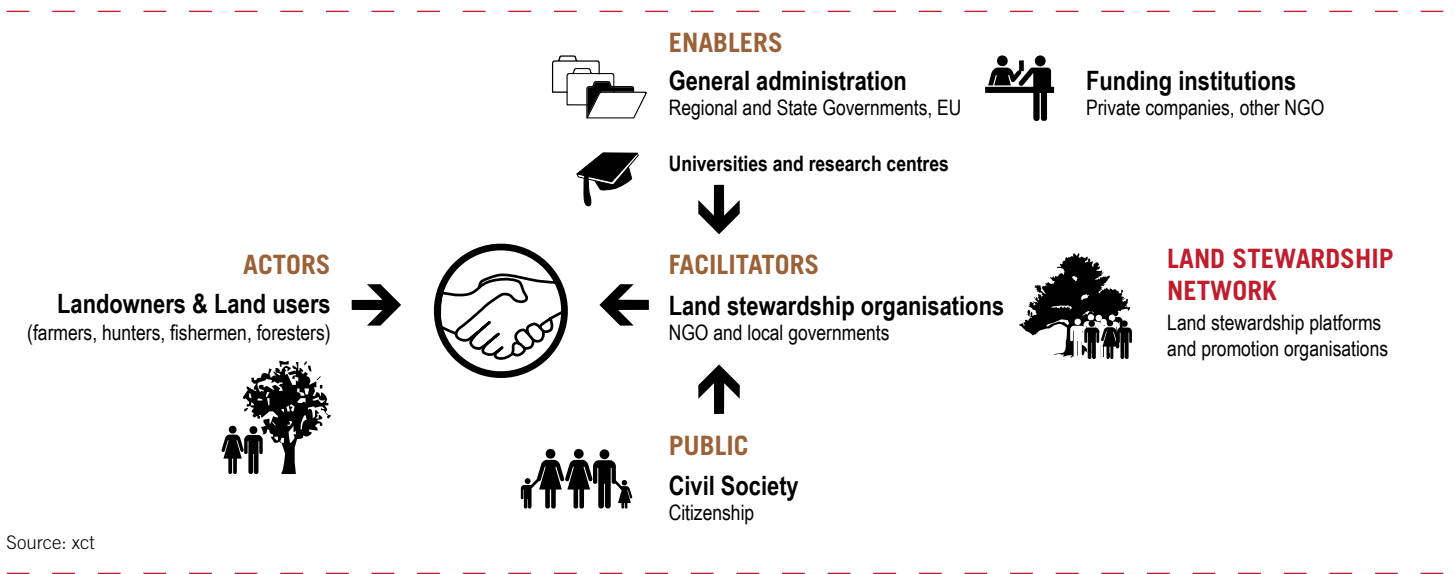 ENABLERS
General administration
Regional and State Governments, EU
Funding institutions
Private companies, other NGO
Universities and research centres
ACTORS
Landowners & Land users
(farmers, hunters, fishermen, foresters)
FACILITATORS
Land stewardship organisations
NGO and local governments
LAND STEWARDSHIP
NETWORK
Land stewardship platforms
and promotion organisations
PUBLIC
Civil Society
Citizenship
Source: xct